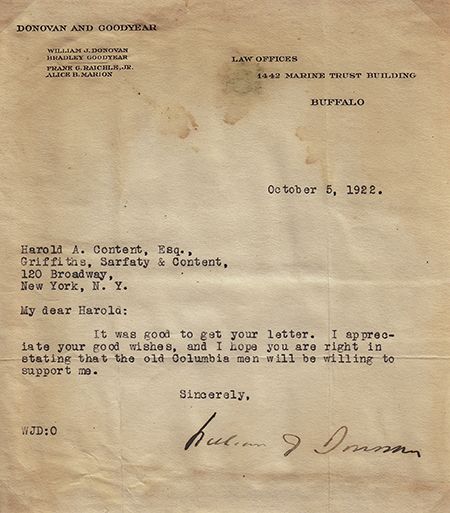 DONOVAN AND GOODYEAR
WILLIAM J. DONOVAN
BRADLEY GOODYEAR
FRANK G. RAICHLE, JR.
ALICE B. MARION
LAW OFFICES
1442 MARINE TRUST BUILDING
BUFFALO
October 5, 1922.
Harold A. Content, Esq.,
Griffiths, Sarfaty & Content,
120 Broadway,
New York, N. Y.
My dear Harold:
It was good to get your letter. I apprec-
iate your good wishes, and I hope you are right in
stating that the old Columbia men will be willing to
support me.
Sincerely,
WJD:O
William J Donovan